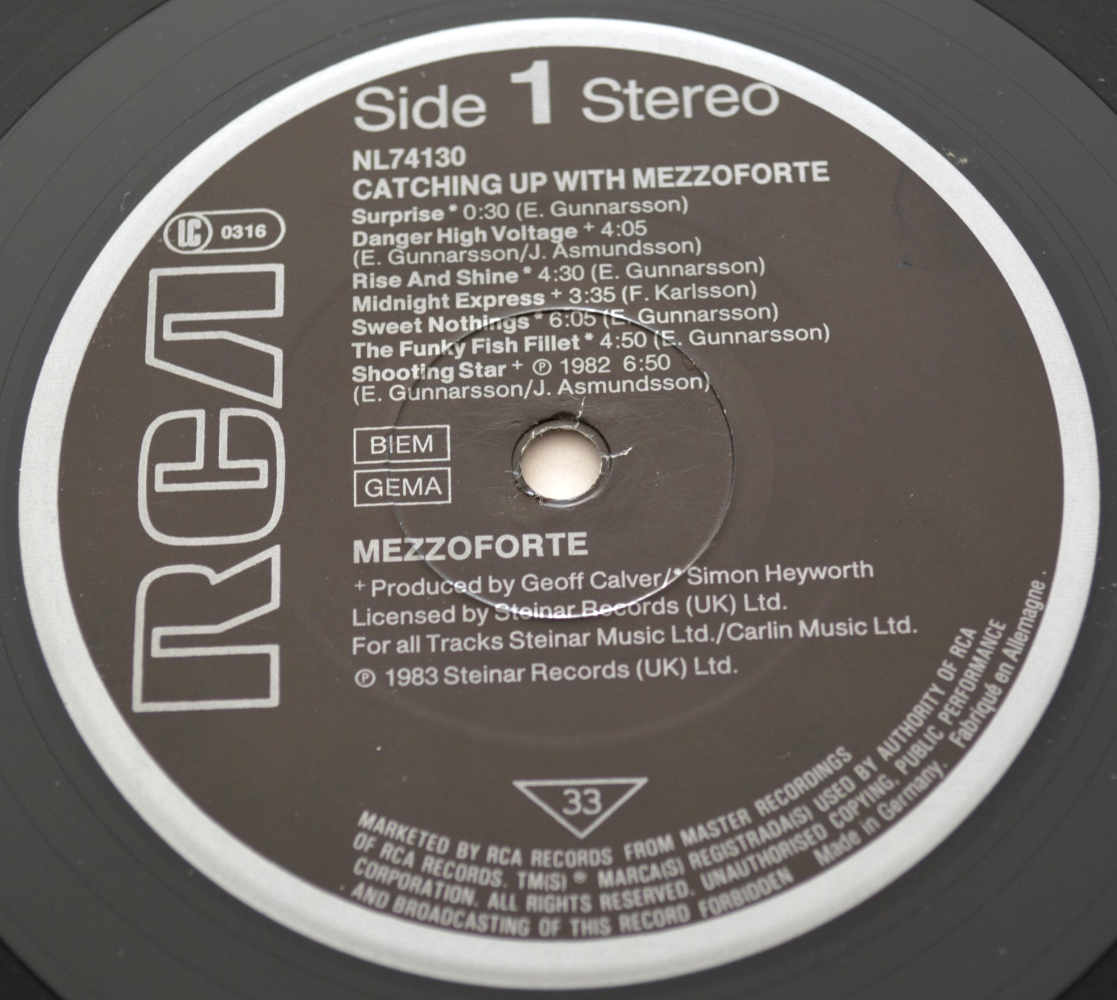 Side 1 Stereo
NL74130
CATCHING UP WITH MEZZOFORTE
Surprise * 0:30 (E. Gunnarsson)
Danger High Voltage + 4:05
(E. Gunnarsson/J. Asmundsson)
Rise And Shine * 4:30 (E. Gunnarsson)
Midnight Express + 3:35 (F. Karlsson)
Sweet Nothings * 6:05 (E. Gunnarsson)
The Funky Fish Fillet * 4:50 (E. Gunnarsson)
Shooting Star + ℗ 1982 6:50
(E. Gunnarsson/J. Asmundsson)
LC 0316
RCA
BIEM
GEMA
MEZZOFORTE
+ Produced by Geoff Calver/* Simon Heyworth
Licensed by Steinar Records (UK) Ltd.
For all Tracks Steinar Music Ltd./Carlin Music Ltd.
℗ 1983 Steinar Records (UK) Ltd.
33
MARKETED BY RCA RECORDS FROM MASTER RECORDINGS
OF RCA RECORDS. TM(S) ® MARCA(S) REGISTRADA(S) USED BY AUTHORITY OF RCA
CORPORATION. ALL RIGHTS RESERVED. UNAUTHORISED COPYING, PUBLIC PERFORMANCE
AND BROADCASTING OF THIS RECORD FORBIDDEN Made in Germany. Fabriqué en Allemagne.